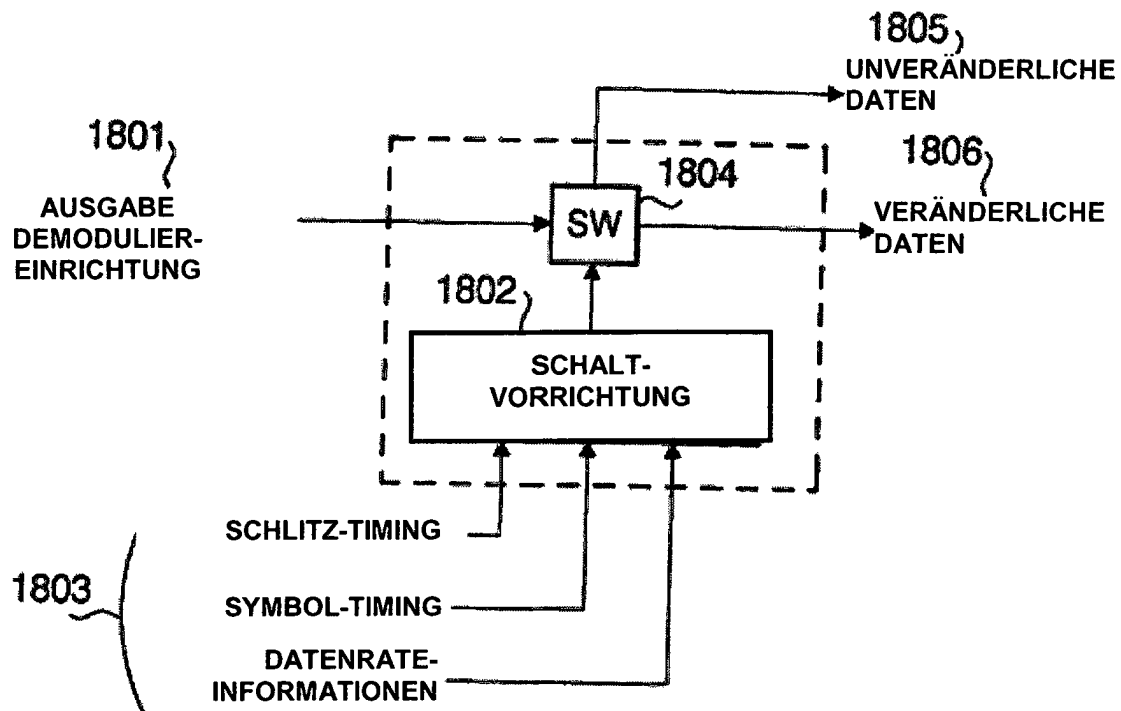 1805
UNVERÄNDERLICHE
DATEN
1801
1806
1804
AUSGABE
DEMODULIER-
EINRICHTUNG
SW
VERÄNDERLICHE
DATEN
1802
SCHALT-
VORRICHTUNG
SCHLITZ-TIMING
1803
SYMBOL-TIMING
DATENRATE-
INFORMATIONEN